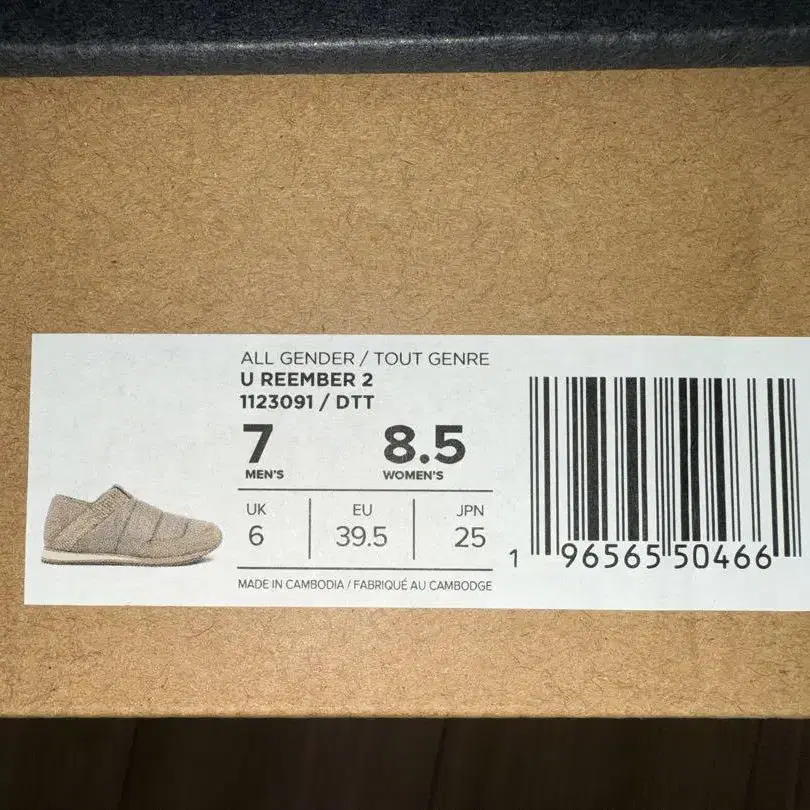 ALL GENDER / TOUT GENRE
U REEMBER 2
1123091 / DTT
7 8.5
MEN'S WOMEN'S
UK EU JPN
6 39.5 25
MADE IN CAMBODIA / FABRIQUÉ AU CAMBODGE
1 96565 50466